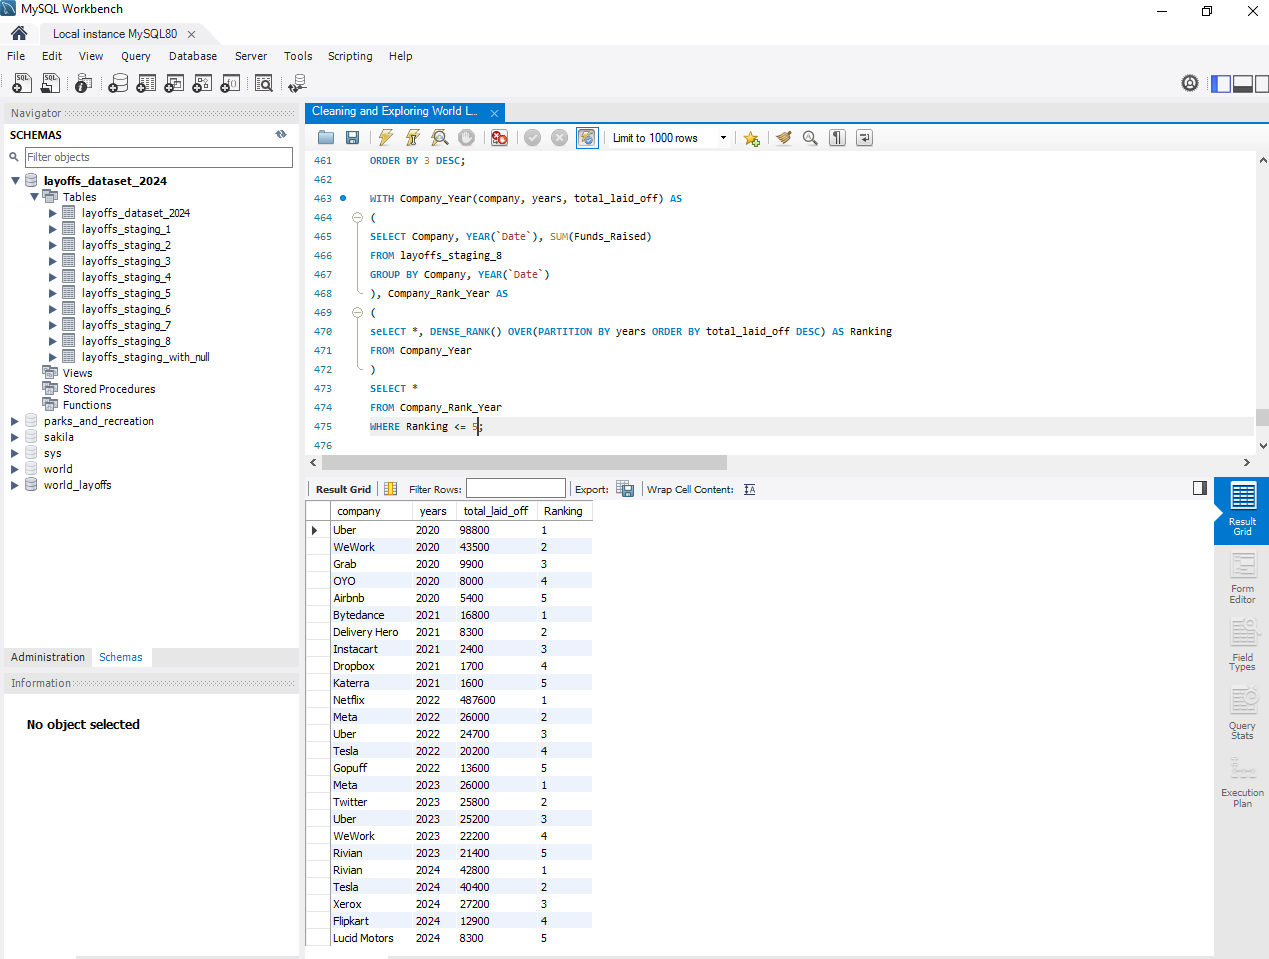 MySQL Workbench
Local instance MySQL80
File Edit View Query Database Server Tools Scripting Help
Navigator
SCHEMAS
Filter objects
layoffs_dataset_2024
Tables
layoffs_dataset_2024
layoffs_staging_1
layoffs_staging_2
layoffs_staging_3
layoffs_staging_4
layoffs_staging_5
layoffs_staging_6
layoffs_staging_7
layoffs_staging_8
layoffs_staging_with_null
Views
Stored Procedures
Functions
parks_and_recreation
sakila
sys
world
world_layoffs
Administration Schemas
Information
No object selected
Cleaning and Exploring World L...
Limit to 1000 rows
461 ORDER BY 3 DESC;
462
463 WITH Company_Year(company, years, total_laid_off) AS
464 (
465 SELECT Company, YEAR(`Date`), SUM(Funds_Raised)
466 FROM layoffs_staging_8
467 GROUP BY Company, YEAR(`Date`)
468 ), Company_Rank_Year AS
469 (
470 seLECT *, DENSE_RANK() OVER(PARTITION BY years ORDER BY total_laid_off DESC) AS Ranking
471 FROM Company_Year
472 )
473 SELECT *
474 FROM Company_Rank_Year
475 WHERE Ranking <= 5;
476
Result Grid Filter Rows: Export: Wrap Cell Content:
company years total_laid_off Ranking
Uber 2020 98800 1
WeWork 2020 43500 2
Grab 2020 9900 3
OYO 2020 8000 4
Airbnb 2020 5400 5
Bytedance 2021 16800 1
Delivery Hero 2021 8300 2
Instacart 2021 2400 3
Dropbox 2021 1700 4
Katerra 2021 1600 5
Netflix 2022 487600 1
Meta 2022 26000 2
Uber 2022 24700 3
Tesla 2022 20200 4
Gopuff 2022 13600 5
Meta 2023 26000 1
Twitter 2023 25800 2
Uber 2023 25200 3
WeWork 2023 22200 4
Rivian 2023 21400 5
Rivian 2024 42800 1
Tesla 2024 40400 2
Xerox 2024 27200 3
Flipkart 2024 12900 4
Lucid Motors 2024 8300 5
Result
Grid
Form
Editor
Field
Types
Query
Stats
Execution
Plan